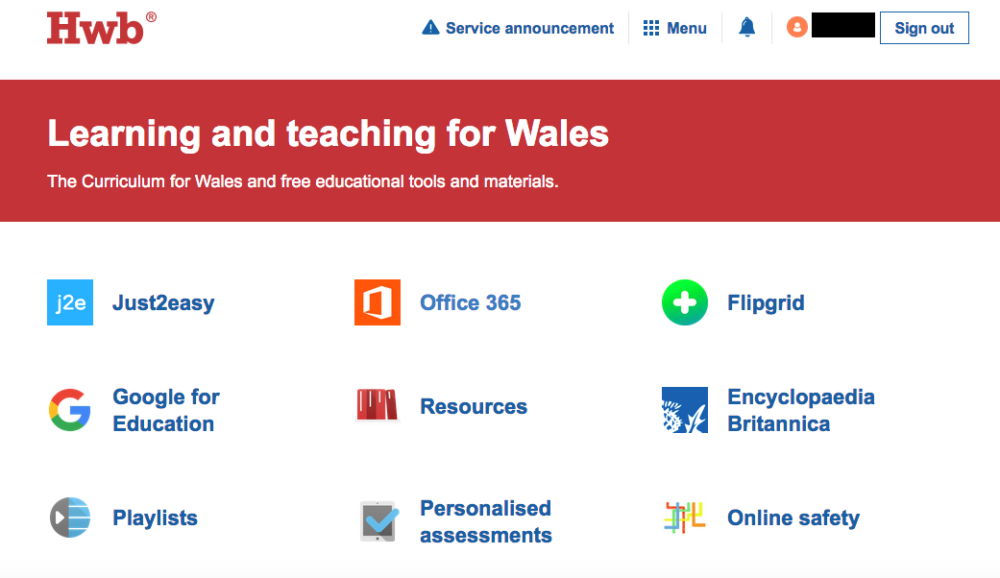 Hwb®
Service announcement
Menu
Sign out
Learning and teaching for Wales
The Curriculum for Wales and free educational tools and materials.
j2e Just2easy
Office 365
Flipgrid
Google for
Education
Resources
Encyclopaedia
Britannica
Playlists
Personalised
assessments
Online safety